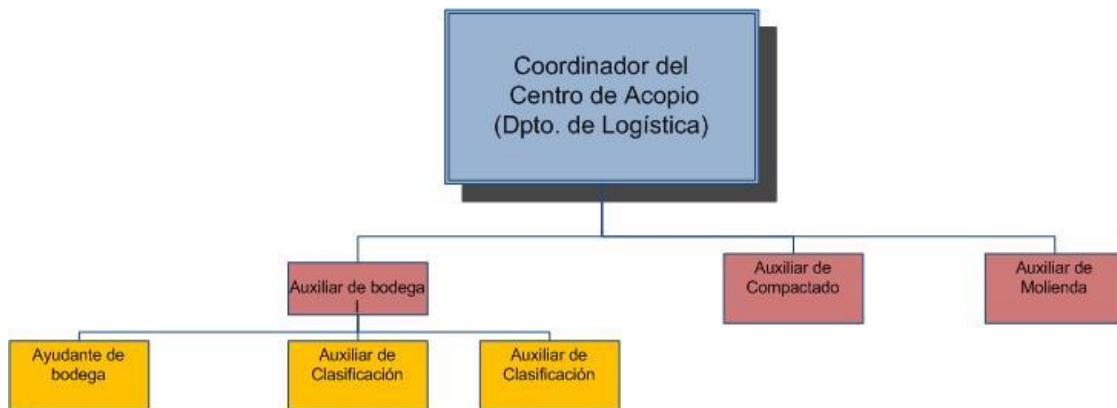 Coordinador del
Centro de Acopio
(Dpto. de Logística)
Auxiliar de bodega
I
Auxiliar de
Compactado
Auxiliar de
Molienda
Ayudante de
bodega
Auxiliar de
Clasificación
Auxiliar de
Clasificación